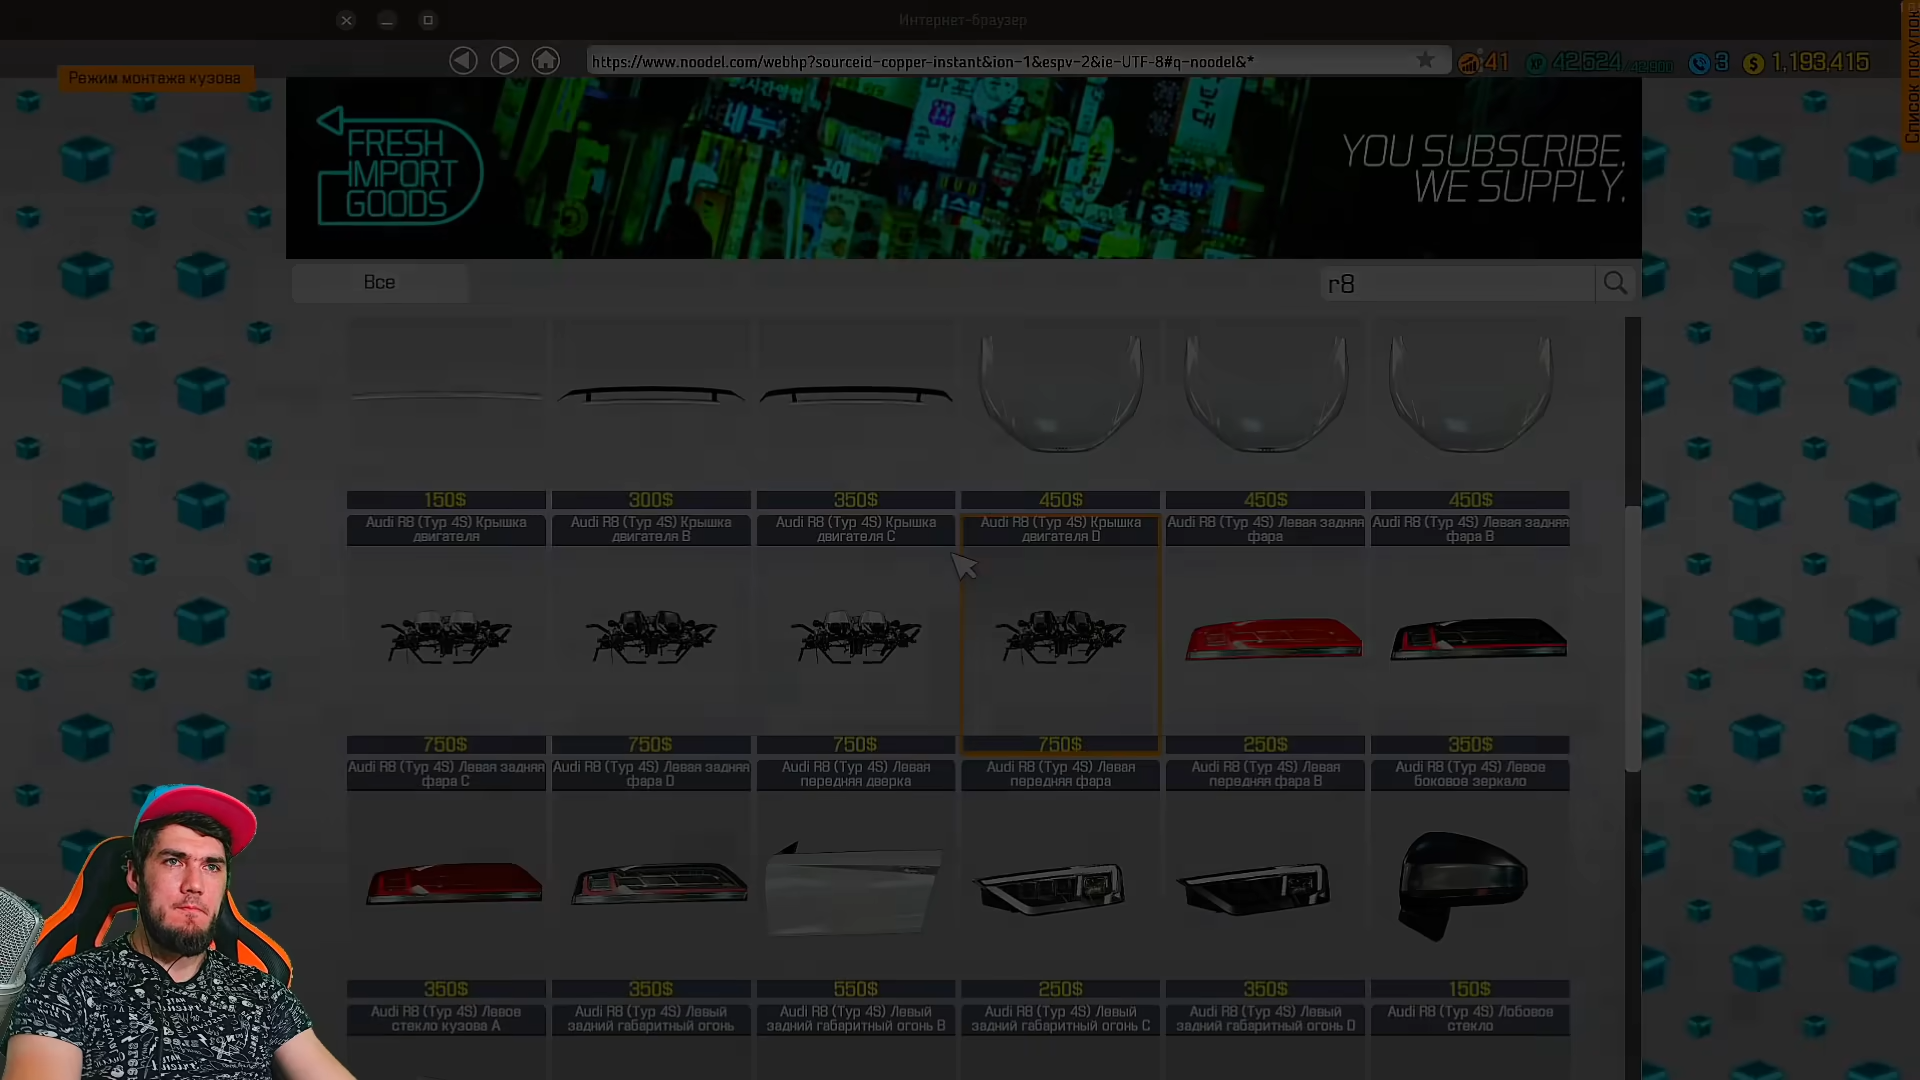 Интернет-браузер
https://www.noodel.com/webhp?sourceid-copper-instant&ion-1&espv-2&ie-UTF-8#q-noodel&*
41
XP 42,524
3
$ 1,193,415
Режим монтажа кузова
Список покупок
FRESH
IMPORT
GOODS
YOU SUBSCRIBE.
WE SUPPLY.
Все
r8
150$
300$
350$
450$
450$
450$
Audi R8 (Typ 4S) Крышка
двигателя
Audi R8 (Typ 4S) Крышка
двигателя B
Audi R8 (Typ 4S) Крышка
двигателя C
Audi R8 (Typ 4S) Крышка
двигателя D
Audi R8 (Typ 4S) Левая задняя
фара
Audi R8 (Typ 4S) Левая задняя
фара B
750$
750$
750$
750$
250$
350$
Audi R8 (Typ 4S) Левая задняя
фара C
Audi R8 (Typ 4S) Левая задняя
фара D
Audi R8 (Typ 4S) Левая
передняя дверка
Audi R8 (Typ 4S) Левая
передняя фара
Audi R8 (Typ 4S) Левая
передняя фара B
Audi R8 (Typ 4S) Левое
боковое зеркало
350$
350$
550$
250$
350$
150$
Audi R8 (Typ 4S) Левое
стекло кузова A
Audi R8 (Typ 4S) Левый
задний габаритный огонь
Audi R8 (Typ 4S) Левый
задний габаритный огонь B
Audi R8 (Typ 4S) Левый
задний габаритный огонь C
Audi R8 (Typ 4S) Левый
задний габаритный огонь D
Audi R8 (Typ 4S) Лобовое
стекло